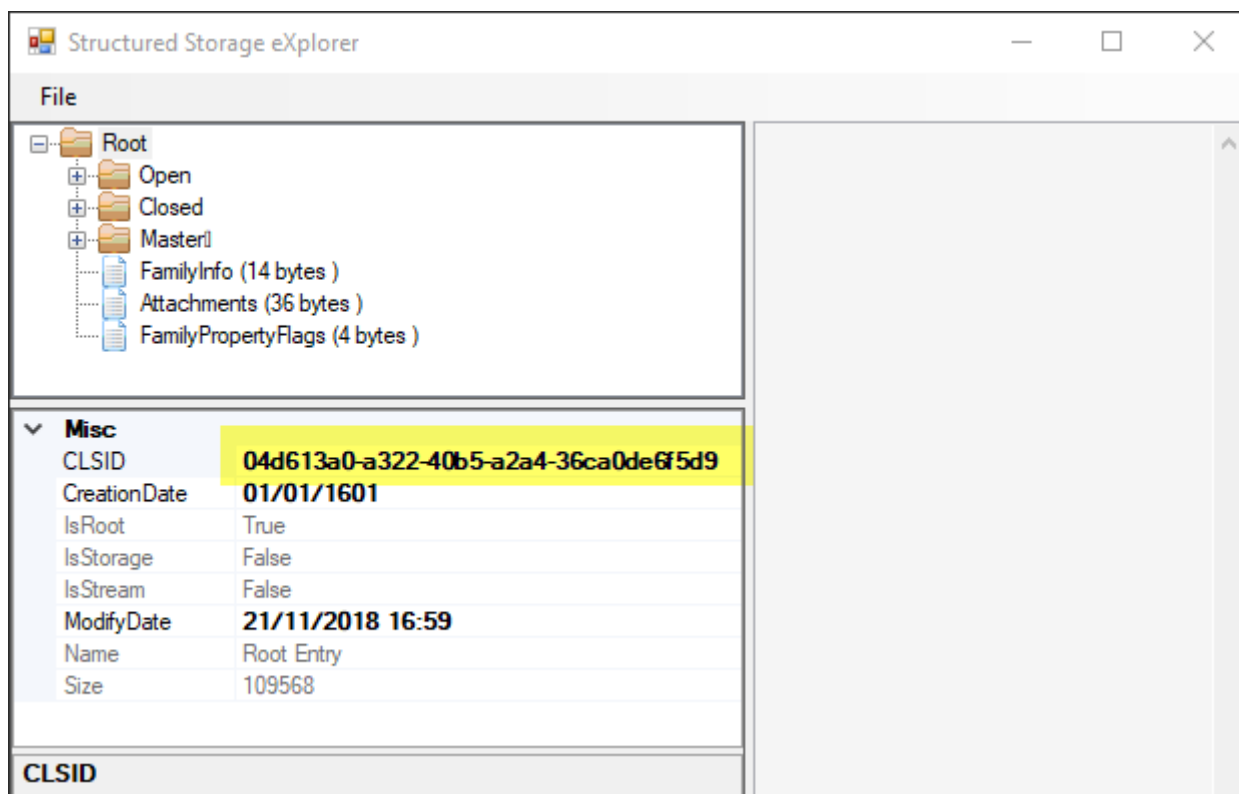 Structured Storage eXplorer
File
Root
Open
Closed
Master
FamilyInfo (14 bytes )
Attachments (36 bytes )
FamilyPropertyFlags (4 bytes )
Misc
CLSID 04d613a0-a322-40b5-a2a4-36ca0de6f5d9
CreationDate 01/01/1601
IsRoot True
IsStorage False
IsStream False
ModifyDate 21/11/2018 16:59
Name Root Entry
Size 109568
CLSID